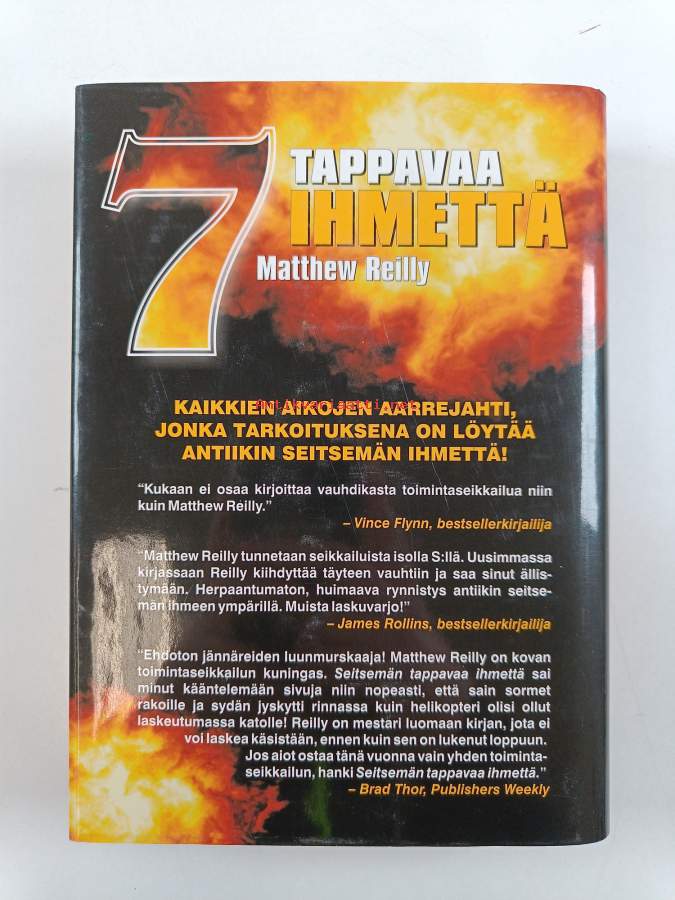 7
TAPPAVAA
IHMETTÄ
Matthew Reilly
KAIKKIEN AIKOJEN AARREJAHTI,
Antikvariaatti.net
JONKA TARKOITUKSENA ON LÖYTÄÄ
ANTIIKIN SEITSEMÄN IHMETTÄ!
”Kukaan ei osaa kirjoittaa vauhdikasta toimintaseikkailua niin
kuin Matthew Reilly.”
– Vince Flynn, bestsellerkirjailija
”Matthew Reilly tunnetaan seikkailuista isolla S:llä. Uusimmassa
kirjassaan Reilly kiihdyttää täyteen vauhtiin ja saa sinut ällis-
tymään. Herpaantumaton, huimaava rynnistys antiikin seitse-
män ihmeen ympärillä. Muista laskuvarjo!”
– James Rollins, bestsellerkirjailija
”Ehdoton jännäreiden luunmurskaaja! Matthew Reilly on kovan
toimintaseikkailun kuningas. Seitsemän tappavaa ihmettä sai
minut kääntelemään sivuja niin nopeasti, että sain sormet
rakoille ja sydän jyskytti rinnassa kuin helikopteri olisi ollut
laskeutumassa katolle! Reilly on mestari luomaan kirjan, jota ei
voi laskea käsistään, ennen kuin sen on lukenut loppuun.
Jos aiot ostaa tänä vuonna vain yhden toiminta-
seikkailun, hanki Seitsemän tappavaa ihmettä.”
– Brad Thor, Publishers Weekly